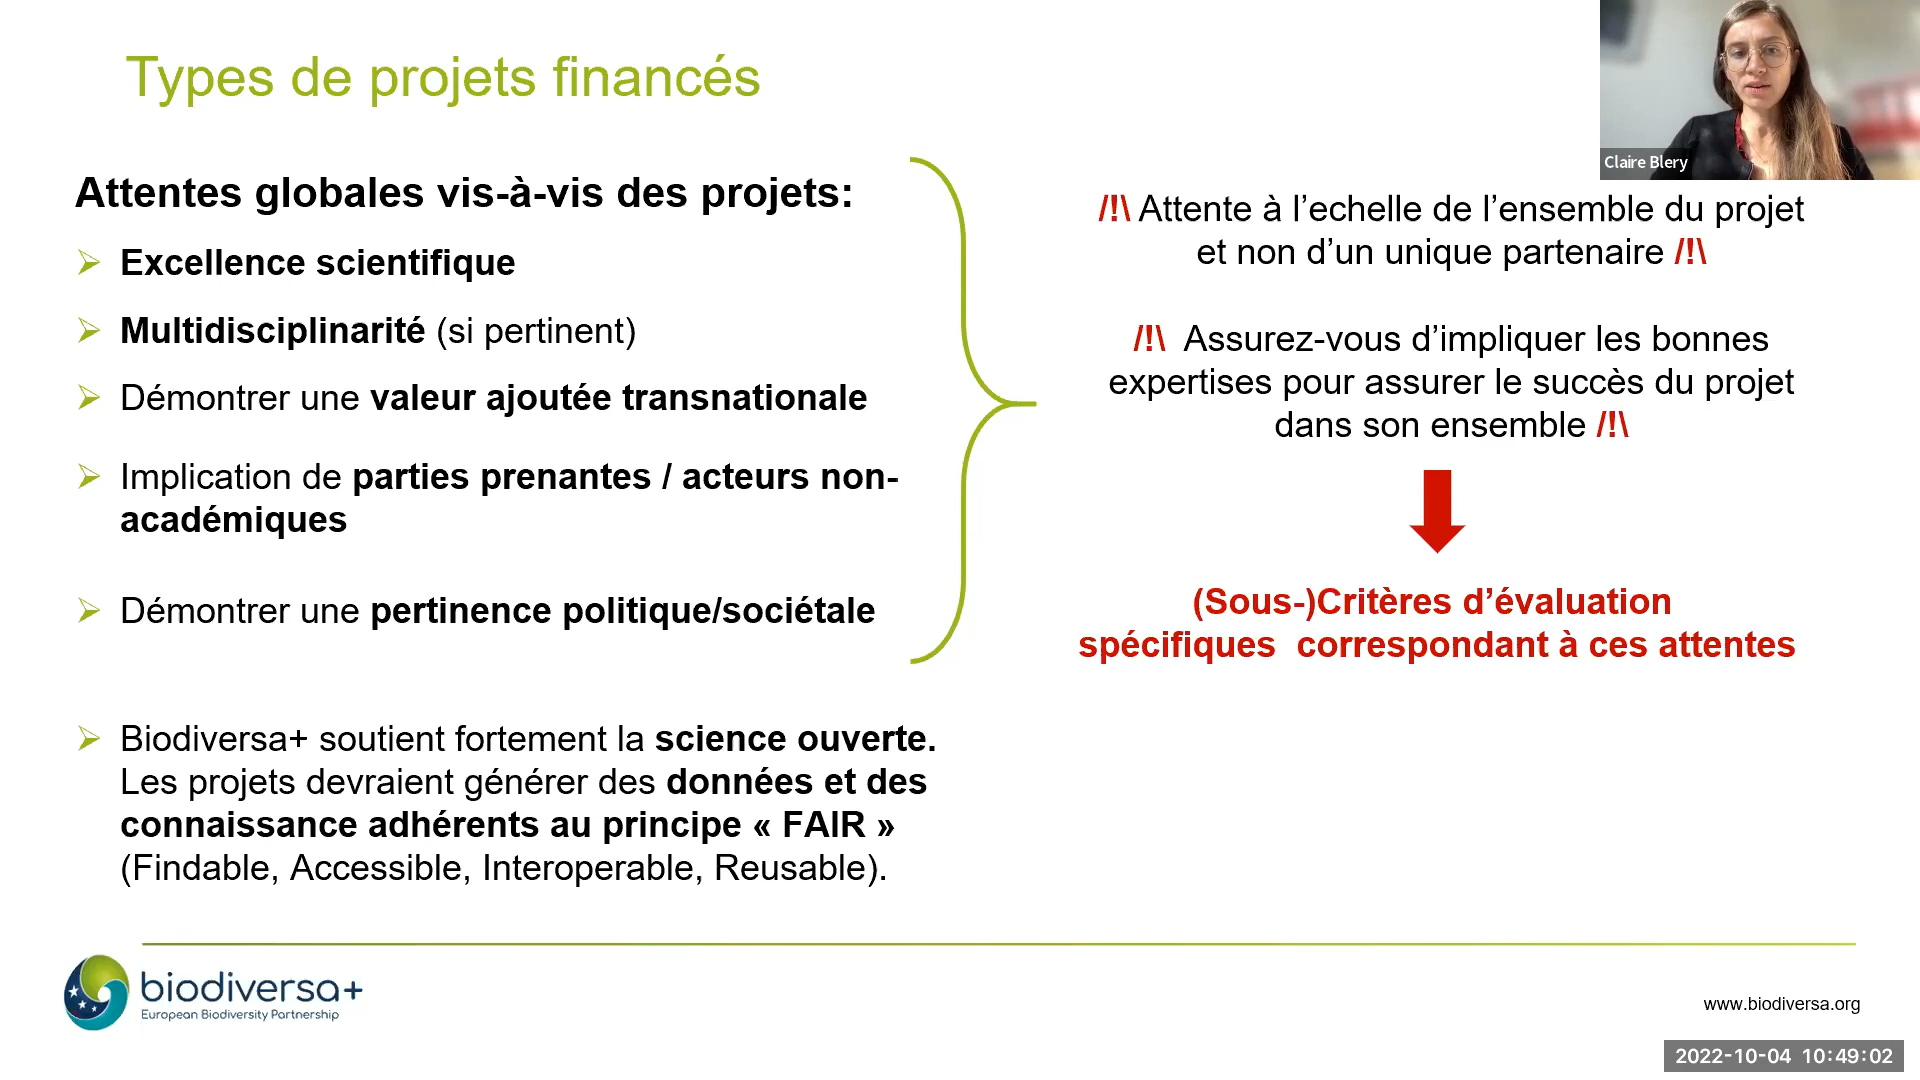 Types de projets financés
Claire Blery
Attentes globales vis-à-vis des projets:
Excellence scientifique
Multidisciplinarité (si pertinent)
Démontrer une valeur ajoutée transnationale
Implication de parties prenantes / acteurs non-
académiques
Démontrer une pertinence politique/sociétale
Biodiversa+ soutient fortement la science ouverte.
Les projets devraient générer des données et des
connaissance adhérents au principe « FAIR »
(Findable, Accessible, Interoperable, Reusable).
/!\ Attente à l’echelle de l’ensemble du projet
et non d’un unique partenaire /!\
/!\ Assurez-vous d’impliquer les bonnes
expertises pour assurer le succès du projet
dans son ensemble /!\
(Sous-)Critères d’évaluation
spécifiques correspondant à ces attentes
biodiversa+
European Biodiversity Partnership
www.biodiversa.org
2022-10-04 10:49:02